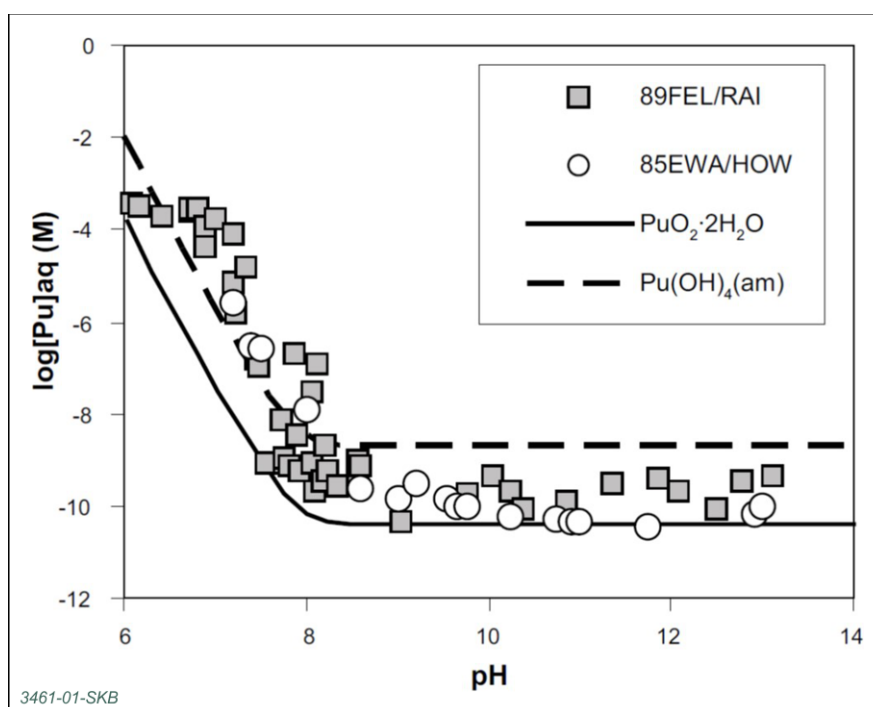 0
-2
-4
-6
-8
-10
-12
log[Pu]aq (M)
89FEL/RAI
85EWA/HOW
PuO₂·2H₂O
Pu(OH)₄(am)
6 8 10 12 14
pH
3461-01-SKB